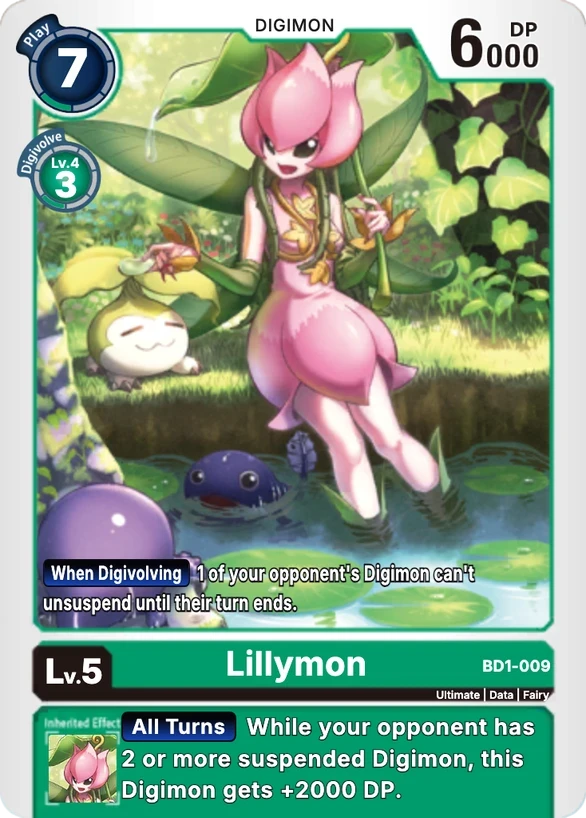 DIGIMON
Play
7
DP
6000
Digivolve
Lv.4
3
When Digivolving 1 of your opponent's Digimon can't
unsuspend until their turn ends.
Lv.5
Lillymon
BD1-009
Ultimate | Data | Fairy
Inherited Effect
All Turns While your opponent has
2 or more suspended Digimon, this
Digimon gets +2000 DP.